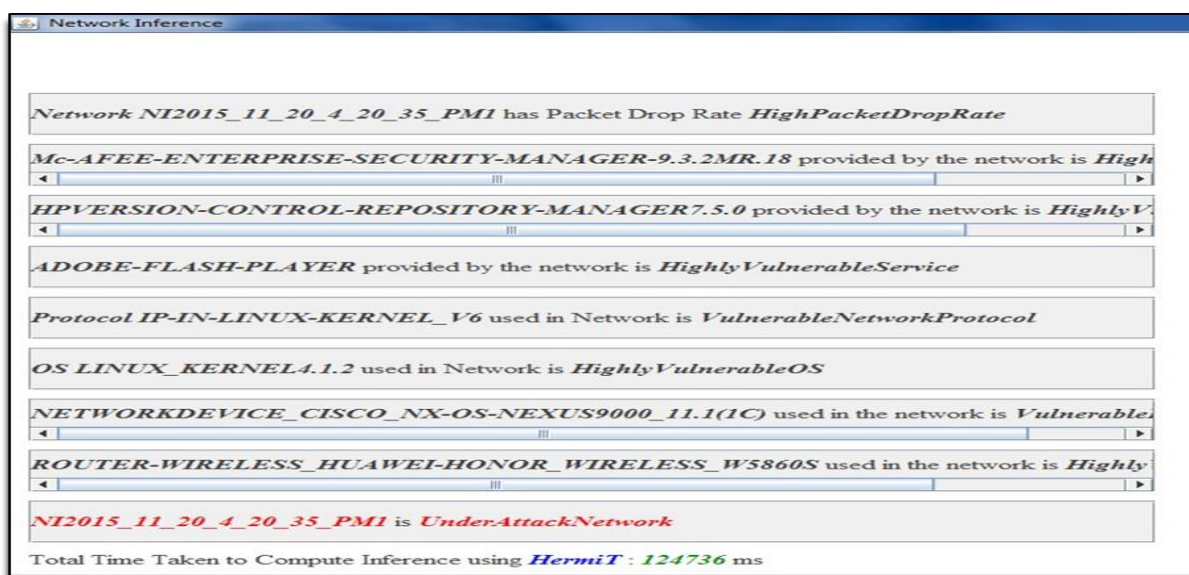 Network Inference
Network NI2015_11_20_4_20_35_PM1 has Packet Drop Rate HighPacketDropRate
Mc-AFEE-ENTERPRISE-SECURITY-MANAGER-9.3.2MR.18 provided by the network is High
HPVERSION-CONTROL-REPOSITORY-MANAGER7.5.0 provided by the network is HighlyV
ADOBE-FLASH-PLAYER provided by the network is HighlyVulnerableService
Protocol IP-IN-LINUX-KERNEL_V6 used in Network is VulnerableNetworkProtocol
OS LINUX_KERNEL4.1.2 used in Network is HighlyVulnerableOS
NETWORKDEVICE_CISCO_NX-OS-NEXUS9000_11.1(1C) used in the network is Vulnerable
ROUTER-WIRELESS_HUAWEI-HONOR_WIRELESS_W5860S used in the network is Highly
NI2015_11_20_4_20_35_PM1 is UnderAttackNetwork
Total Time Taken to Compute Inference using HermiT : 124736 ms